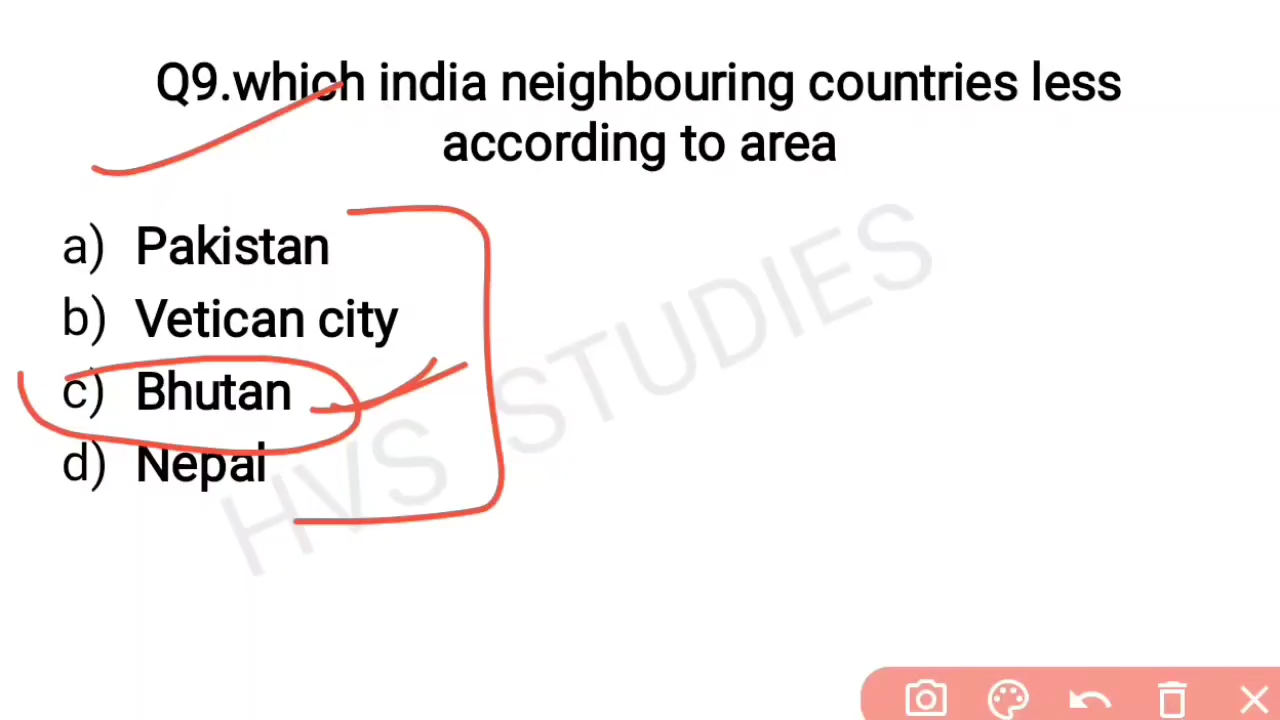 Q9.which india neighbouring countries less
according to area
a) Pakistan
b) Vetican city
c) Bhutan
d) Nepal
HVS STUDIES